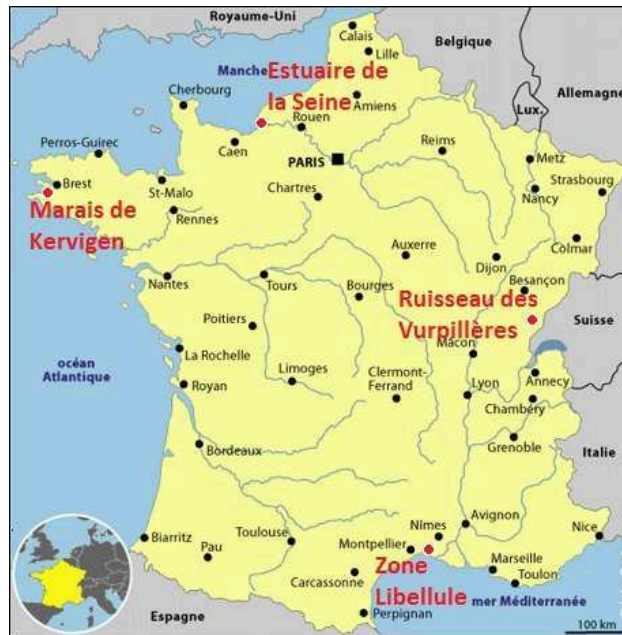 Royaume-Uni
Calais
Lille
Belgique
Manche
Estuaire de
la Seine
Allemagne
Cherbourg
Amiens
Lux.
Rouen
Caen
Reims
Metz
Perros-Guirec
PARIS
Strasbourg
Brest
St-Malo
Chartres
Nancy
Marais de
Kervigen
Rennes
Colmar
Auxerre
Dijon
Besançon
Nantes
Tours
Bourges
Ruisseau des
Vurpillères
Suisse
Poitiers
Mâcon
La Rochelle
océan
Atlantique
Limoges
Clermont-
Ferrand
Royan
Lyon
Annecy
Chambéry
Grenoble
Italie
Bordeaux
Avignon
Nîmes
Biarritz
Toulouse
Montpellier
Nice
Pau
Zone
Libellule
Marseille
Toulon
Carcassonne
mer Méditerranée
Espagne
Perpignan
100 km